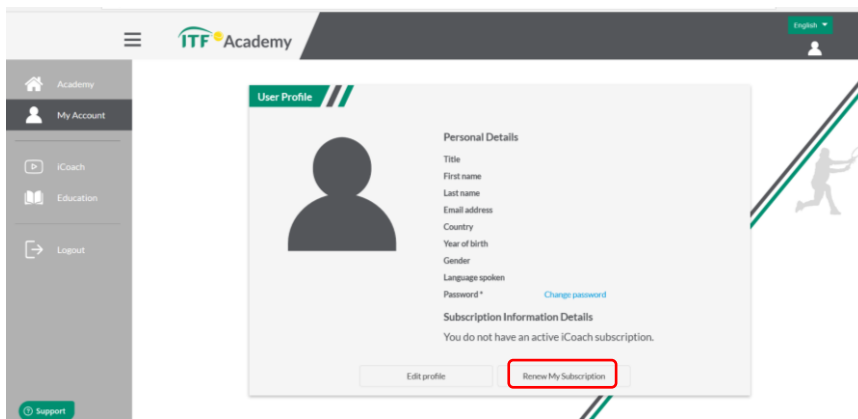 English
ITF Academy
Academy
My Account
iCoach
Education
Logout
Support
User Profile
Personal Details
Title
First name
Last name
Email address
Country
Year of birth
Gender
Language spoken
Password * Change password
Subscription Information Details
You do not have an active iCoach subscription.
Edit profile Renew My Subscription